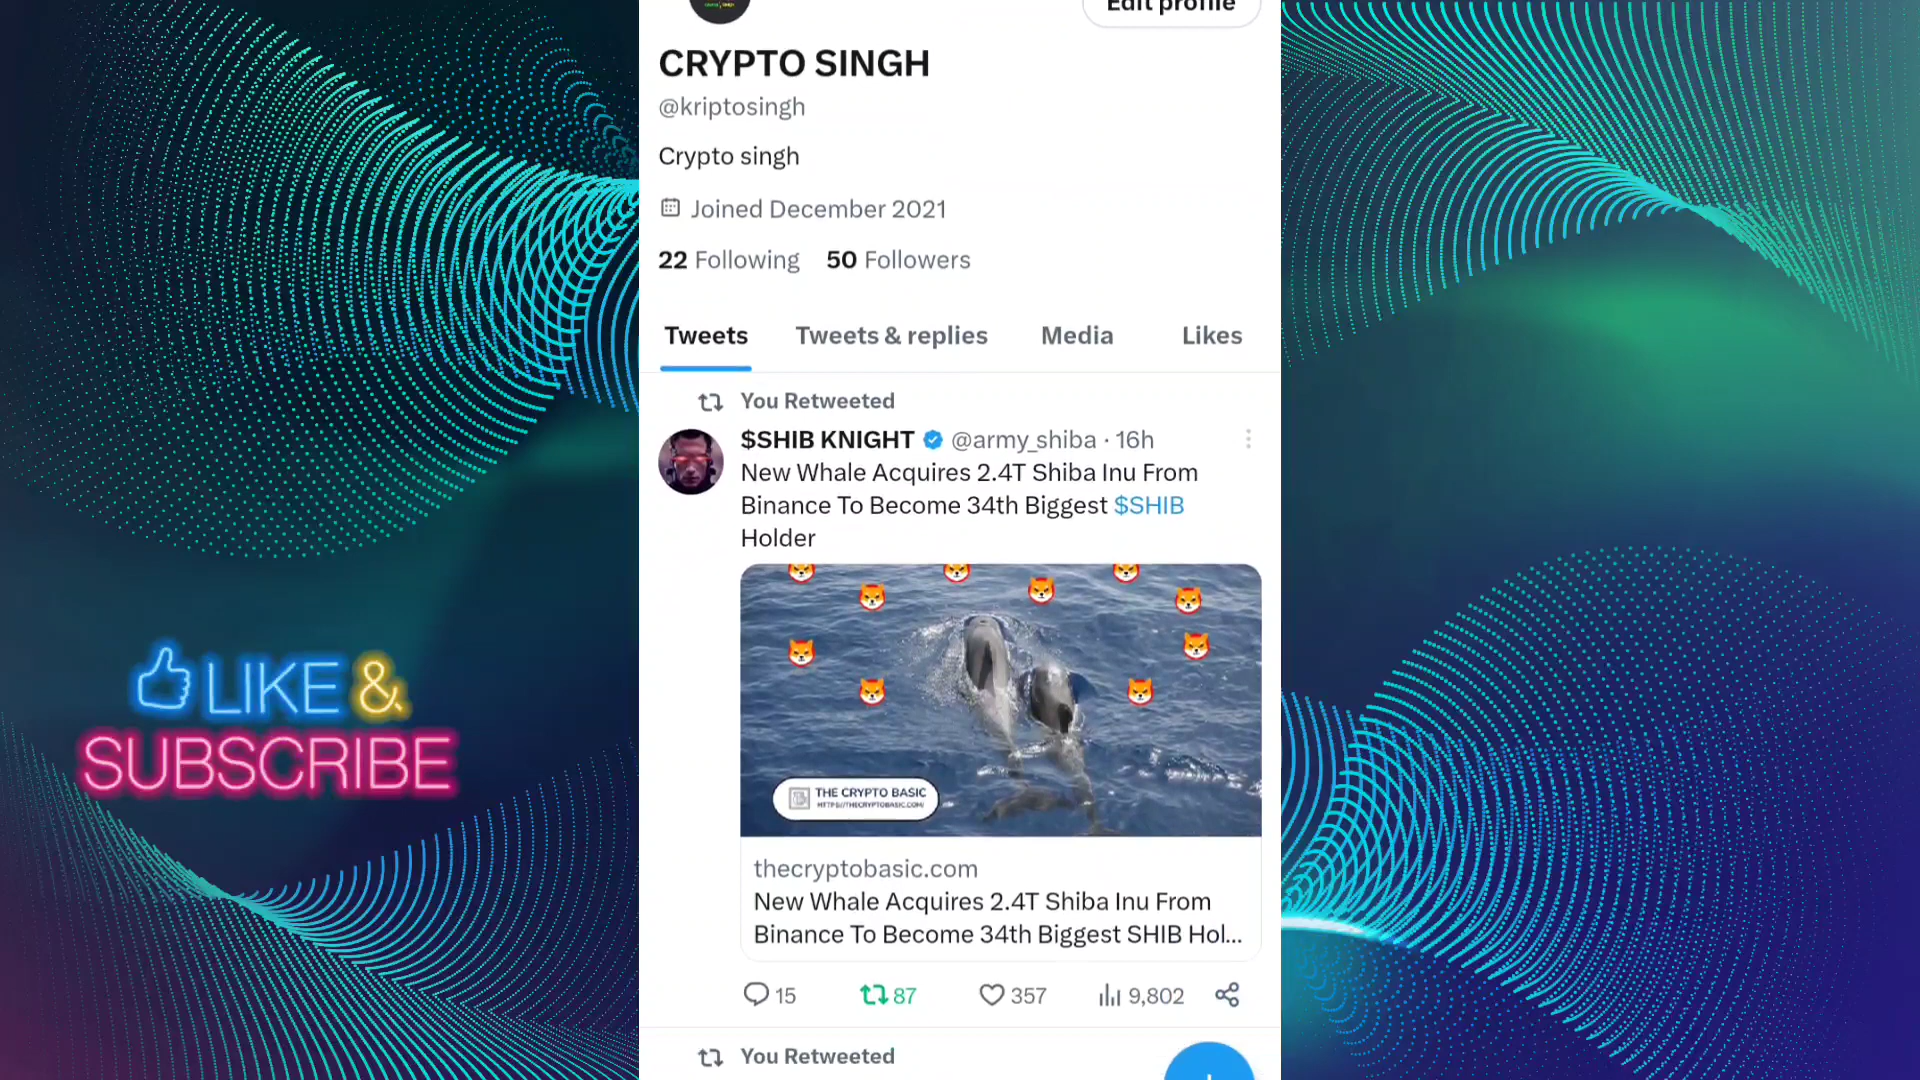 Edit profile
CRYPTO SINGH
@kriptosingh
Crypto singh
Joined December 2021
22 Following 50 Followers
Tweets Tweets & replies Media Likes
You Retweeted
$SHIB KNIGHT @army_shiba · 16h
New Whale Acquires 2.4T Shiba Inu From
Binance To Become 34th Biggest $SHIB
Holder
THE CRYPTO BASIC
HTTPS://THECRYPTOBASIC.COM/
thecryptobasic.com
New Whale Acquires 2.4T Shiba Inu From
Binance To Become 34th Biggest SHIB Hol...
15 87 357 9,802
You Retweeted
LIKE &
SUBSCRIBE